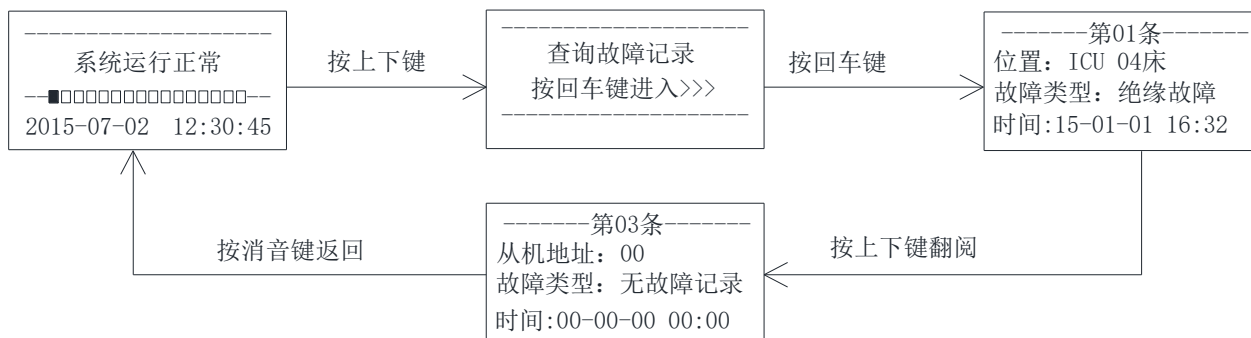 系统运行正常
2015-07-02 12:30:45
按上下键
查询故障记录
按回车键进入>>>
按回车键
-------第01条-------
位置：ICU 04床
故障类型：绝缘故障
时间:15-01-01 16:32
按上下键翻阅
-------第03条-------
从机地址：00
故障类型：无故障记录
时间:00-00-00 00:00
按消音键返回